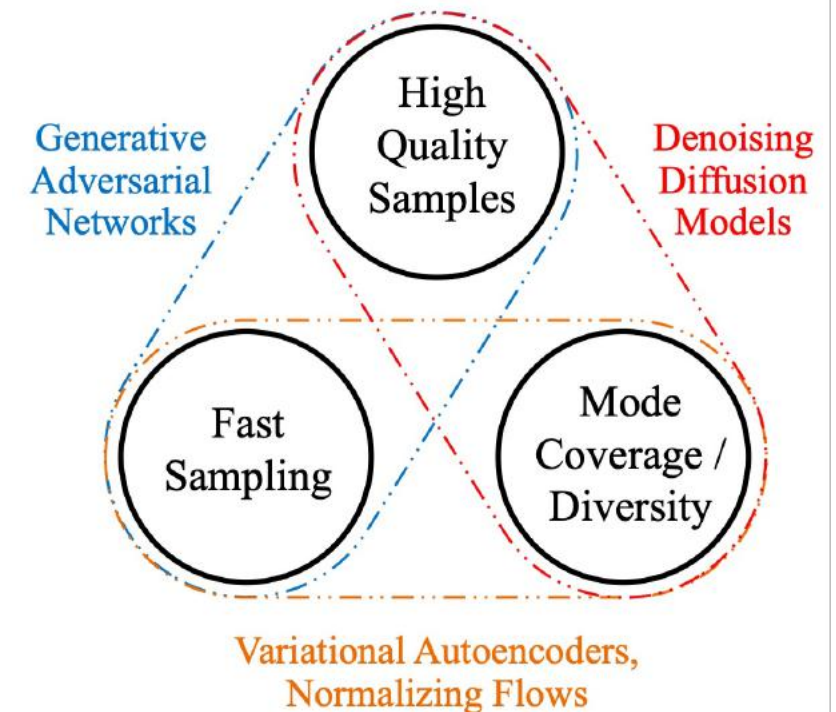 High
Quality
Samples
Generative
Adversarial
Networks
Denoising
Diffusion
Models
Fast
Sampling
Mode
Coverage /
Diversity
Variational Autoencoders,
Normalizing Flows